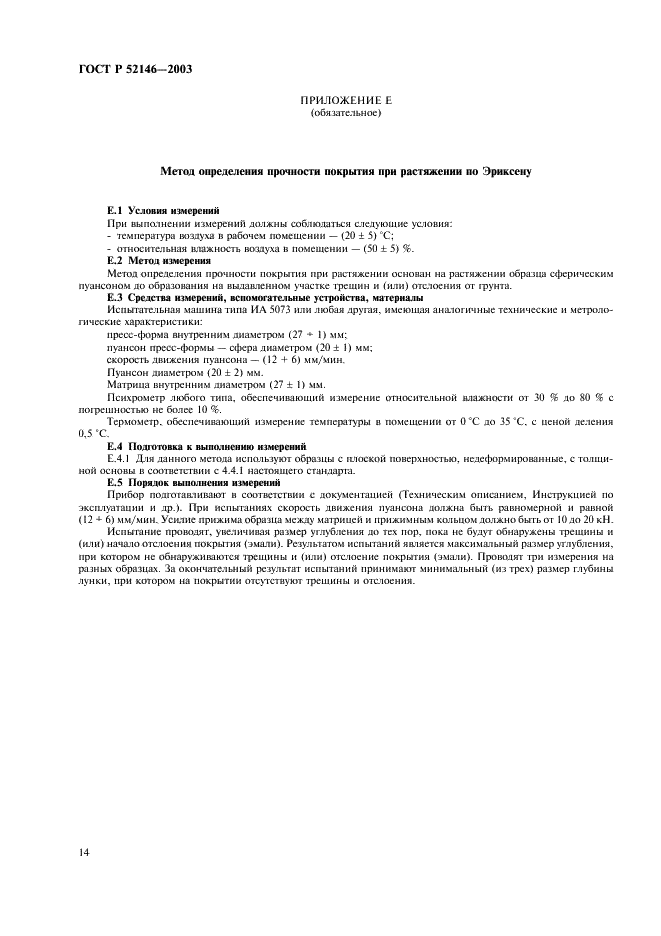 ГОСТ Р 52146—2003
ПРИЛОЖЕНИЕ Е
(обязательное)
Метод определения прочности покрытия при растяжении по Эриксену
Е.1 Условия измерений
При выполнении измерений должны соблюдаться следующие условия:
- температура воздуха в рабочем помещении — (20 ± 5) °С;
- относительная влажность воздуха в помещении — (50 ± 5) %.
Е.2 Метод измерения
Метод определения прочности покрытия при растяжении основан на растяжении образца сферическим
пуансоном до образования на выдавленном участке трещин и (или) отслоения от грунта.
Е.3 Средства измерений, вспомогательные устройства, материалы
Испытательная машина типа ИА 5073 или любая другая, имеющая аналогичные технические и метроло-
гические характеристики:
пресс-форма внутренним диаметром (27 + 1) мм;
пуансон пресс-формы — сфера диаметром (20 ± 1) мм;
скорость движения пуансона — (12 + 6) мм/мин.
Пуансон диаметром (20 ± 2) мм.
Матрица внутренним диаметром (27 ± 1) мм.
Психрометр любого типа, обеспечивающий измерение относительной влажности от 30 % до 80 % с
погрешностью не более 10 %.
Термометр, обеспечивающий измерение температуры в помещении от 0 °С до 35 °С, с ценой деления
0,5 °С.
Е.4 Подготовка к выполнению измерений
Е.4.1 Для данного метода используют образцы с плоской поверхностью, недеформированные, с толщи-
ной основы в соответствии с 4.4.1 настоящего стандарта.
Е.5 Порядок выполнения измерений
Прибор подготавливают в соответствии с документацией (Техническим описанием, Инструкцией по
эксплуатации и др.). При испытаниях скорость движения пуансона должна быть равномерной и равной
(12 + 6) мм/мин. Усилие прижима образца между матрицей и прижимным кольцом должно быть от 10 до 20 кН.
Испытание проводят, увеличивая размер углубления до тех пор, пока не будут обнаружены трещины и
(или) начало отслоения покрытия (эмали). Результатом испытаний является максимальный размер углубления,
при котором не обнаруживаются трещины и (или) отслоение покрытия (эмали). Проводят три измерения на
разных образцах. За окончательный результат испытаний принимают минимальный (из трех) размер глубины
лунки, при котором на покрытии отсутствуют трещины и отслоения.
14